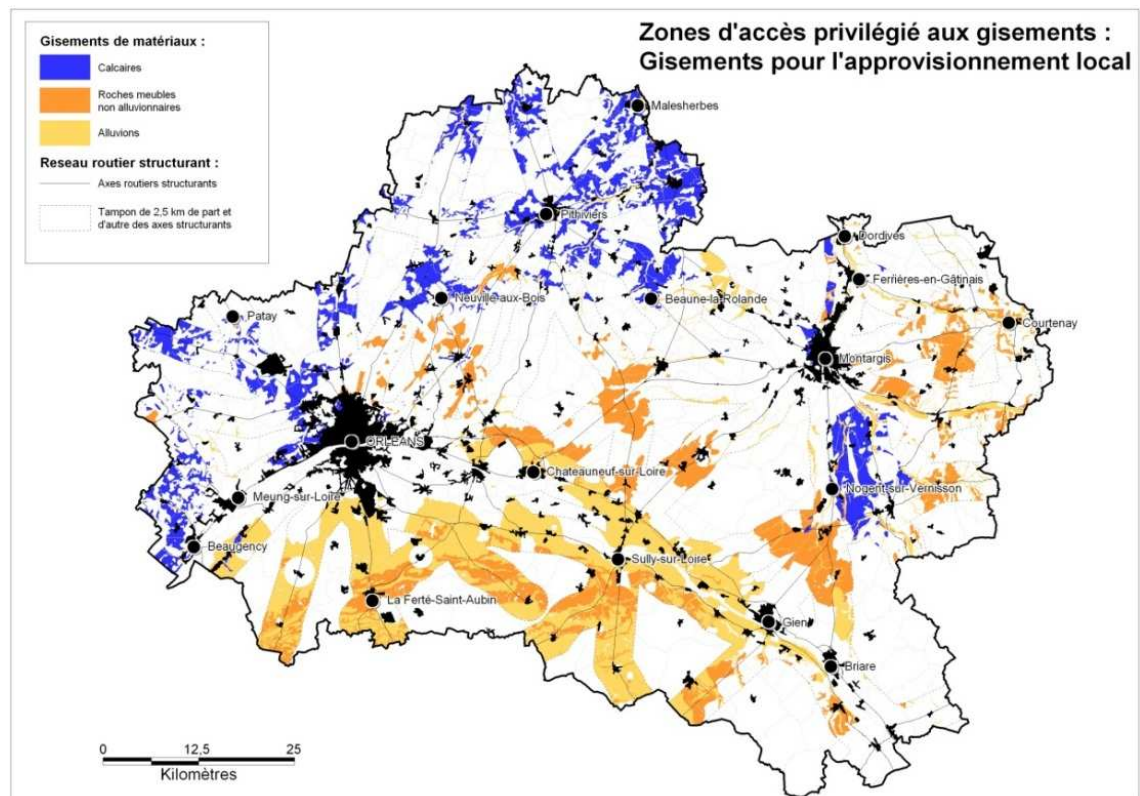 Zones d'accès privilégié aux gisements :
Gisements pour l'approvisionnement local
Gisements de matériaux :
Calcaires
Roches meubles
non alluvionnaires
Alluvions
Reseau routier structurant :
Axes routiers structurants
Tampon de 2,5 km de part et
d'autre des axes structurants
Malesherbes
Pithiviers
Dordives
Ferrières-en-Gâtinais
Neuville-aux-Bois
Beaune-la-Rolande
Patay
Courtenay
Montargis
ORLEANS
Chateauneuf-sur-Loire
Nogent-sur-Vernisson
Meung-sur-Loire
Beaugency
Sully-sur-Loire
La Ferté-Saint-Aubin
Gien
Briare
0 12,5 25
Kilomètres